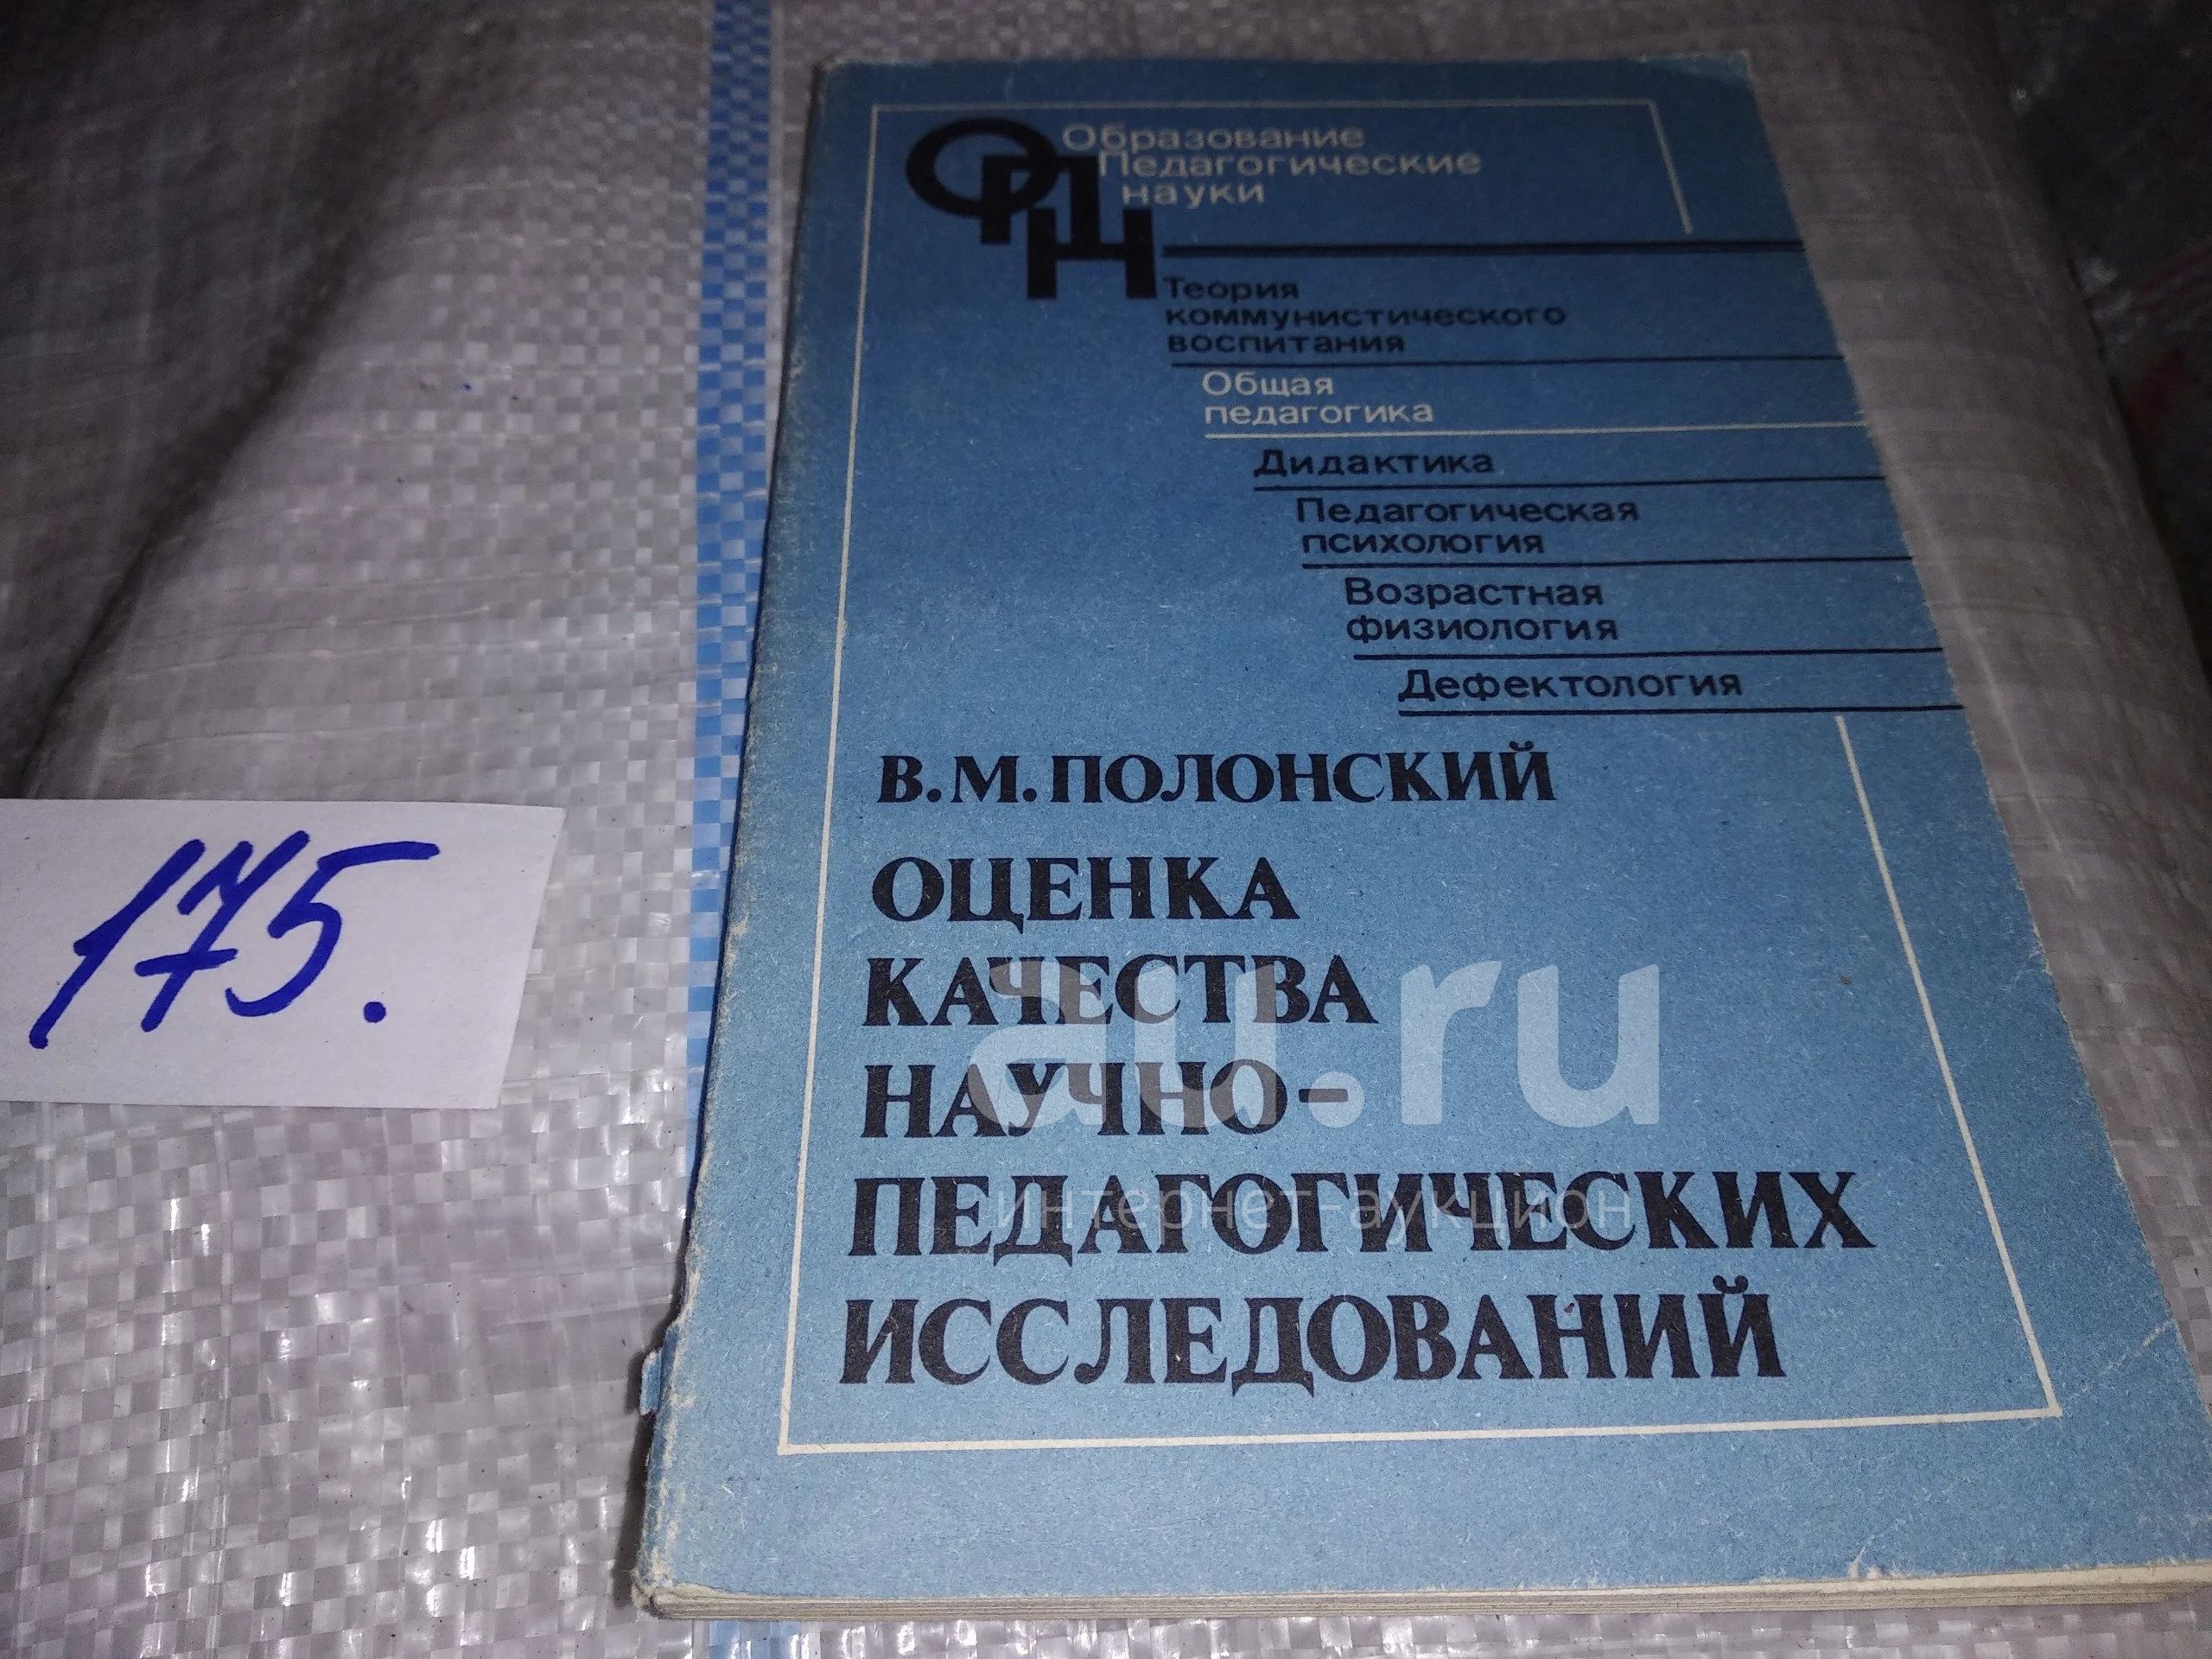 ОПН
Образование
Педагогические
науки
Теория
коммунистического
воспитания
Общая
педагогика
Дидактика
Педагогическая
психология
Возрастная
физиология
Дефектология
В.М.ПОЛОНСКИЙ
ОЦЕНКА
КАЧЕСТВА
НАУЧНО-
ПЕДАГОГИЧЕСКИХ
ИССЛЕДОВАНИЙ
175.
au.ru
интернет-аукцион